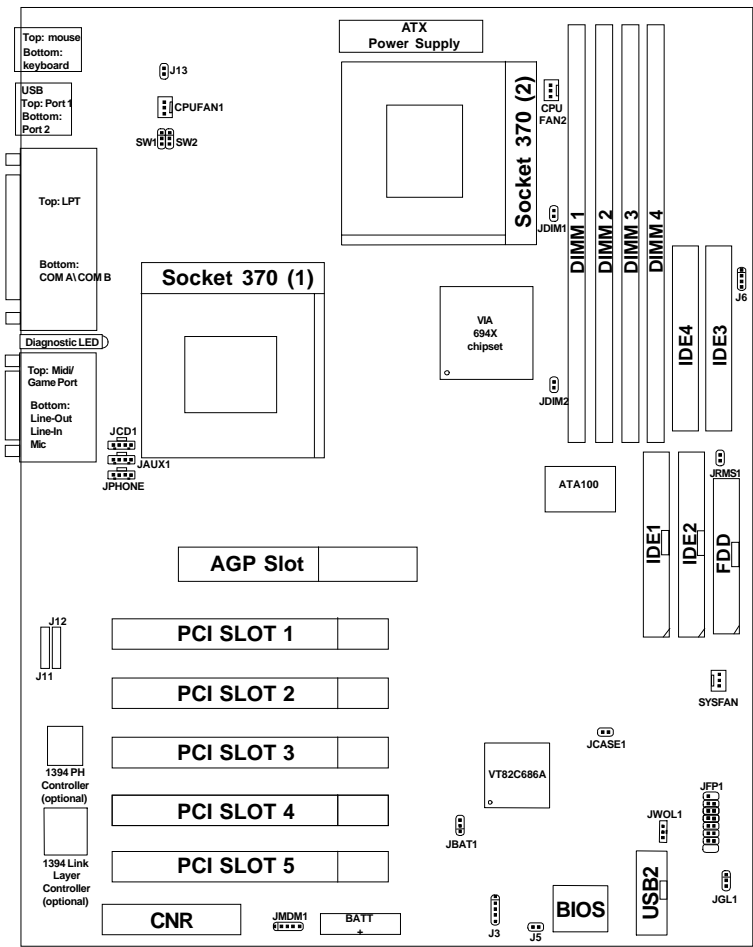 Top: mouse
Bottom:
keyboard
USB
Top: Port 1
Bottom:
Port 2
J13
CPUFAN1
SW1
SW2
ATX
Power Supply
Socket 370 (2)
CPU
FAN2
JDIM1
DIMM 1
DIMM 2
DIMM 3
DIMM 4
Top: LPT
Bottom:
COM A\ COM B
Socket 370 (1)
VIA
694X
chipset
IDE4
IDE3
J6
Diagnostic LED
Top: Midi/
Game Port
Bottom:
Line-Out
Line-In
Mic
JDIM2
JCD1
JAUX1
JPHONE
JRMS1
ATA100
IDE1
IDE2
FDD
AGP Slot
J12
J11
PCI SLOT 1
PCI SLOT 2
SYSFAN
PCI SLOT 3
JCASE1
1394 PH
Controller
(optional)
VT82C686A
JFP1
PCI SLOT 4
JWOL1
JBAT1
1394 Link
Layer
Controller
(optional)
PCI SLOT 5
JGL1
CNR
JMDM1
BATT
+
J3
J5
BIOS
USB2